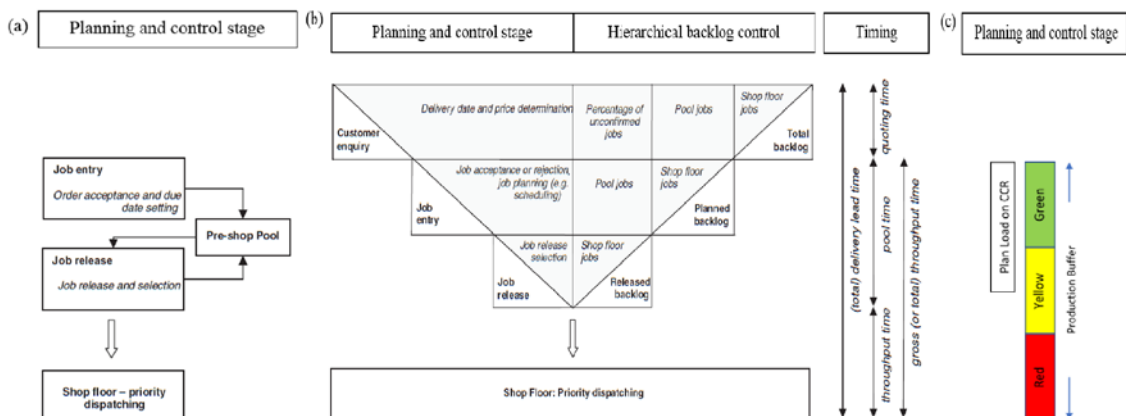 (a)
Planning and control stage
Job entry
Order acceptance and due
date setting
Pre-shop Pool
Job release
Job release and selection
Shop floor – priority
dispatching
(b)
Planning and control stage
Hierarchical backlog control
Timing
Delivery date and price determination
Percentage of
unconfirmed
jobs
Pool jobs
Shop floor
jobs
Customer
enquiry
Total
backlog
Job acceptance or rejection,
job planning (e.g.
scheduling)
Pool jobs
Shop floor
jobs
Job
entry
Planned
backlog
Job release
selection
Shop floor
jobs
Job
release
Released
backlog
Shop Floor: Priority dispatching
(total) delivery lead time
quoting time
pool time
throughput time
gross (or total) throughput time
(c)
Planning and control stage
Plan Load on CCR
Green
Yellow
Red
Production Buffer